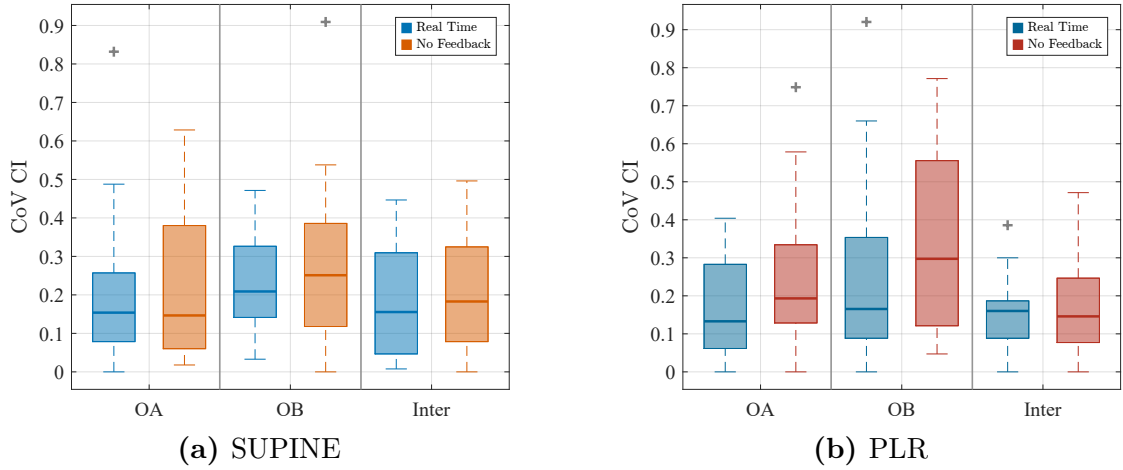 Real Time
No Feedback
CoV CI
0.9
0.8
0.7
0.6
0.5
0.4
0.3
0.2
0.1
0
OA
OB
Inter
(a) SUPINE
Real Time
No Feedback
CoV CI
0.9
0.8
0.7
0.6
0.5
0.4
0.3
0.2
0.1
0
OA
OB
Inter
(b) PLR